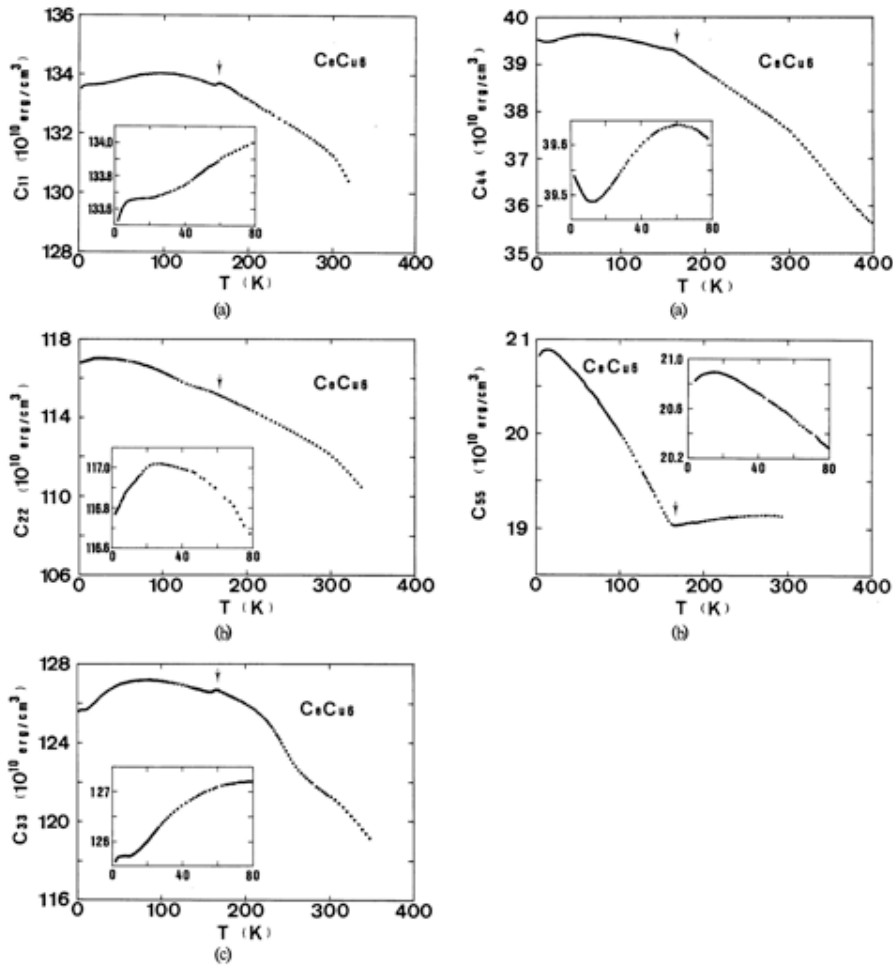 136
134
132
130
128
C11 (10^10 erg/cm^3)
CeCu6
134.0
133.8
133.6
0 40 80
0 100 200 300 400
T (K)
(a)
118
114
110
106
C22 (10^10 erg/cm^3)
CeCu6
117.0
116.8
116.6
0 40 80
0 100 200 300 400
T (K)
(b)
128
124
120
116
C33 (10^10 erg/cm^3)
CeCu6
127
126
0 40 80
0 100 200 300 400
T (K)
(c)
40
39
38
37
36
35
C44 (10^10 erg/cm^3)
CeCu6
39.6
39.5
0 40 80
0 100 200 300 400
T (K)
(a)
21
20
19
C55 (10^10 erg/cm^3)
CeCu6
21.0
20.6
20.2
0 40 80
0 100 200 300 400
T (K)
(b)